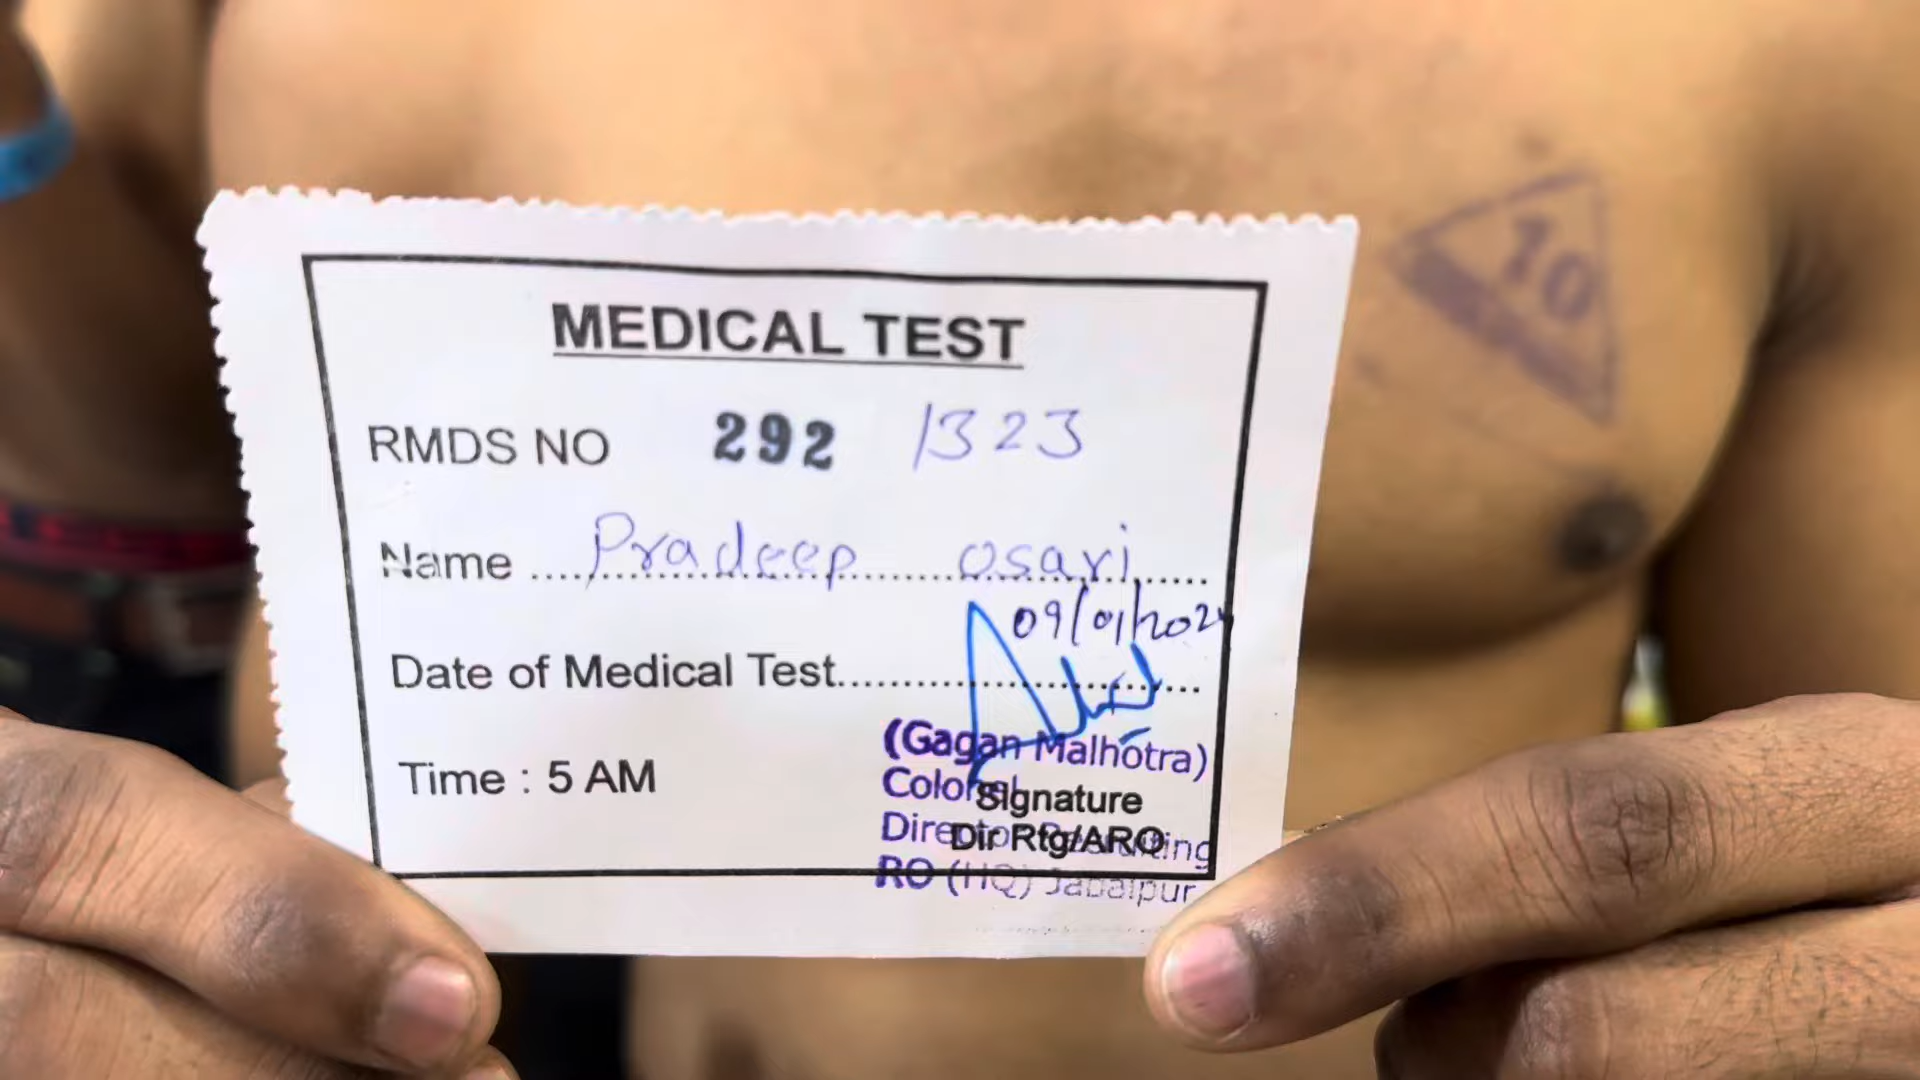 MEDICAL TEST
RMDS NO 292 1323
Name Pradeep osari
09/01/202
Date of Medical Test
(Gagan Malhotra)
Time : 5 AM
Colonel
Signature
Director Recruiting
Dir Rtg/ARO
RO (HQ) Jabalpur
10